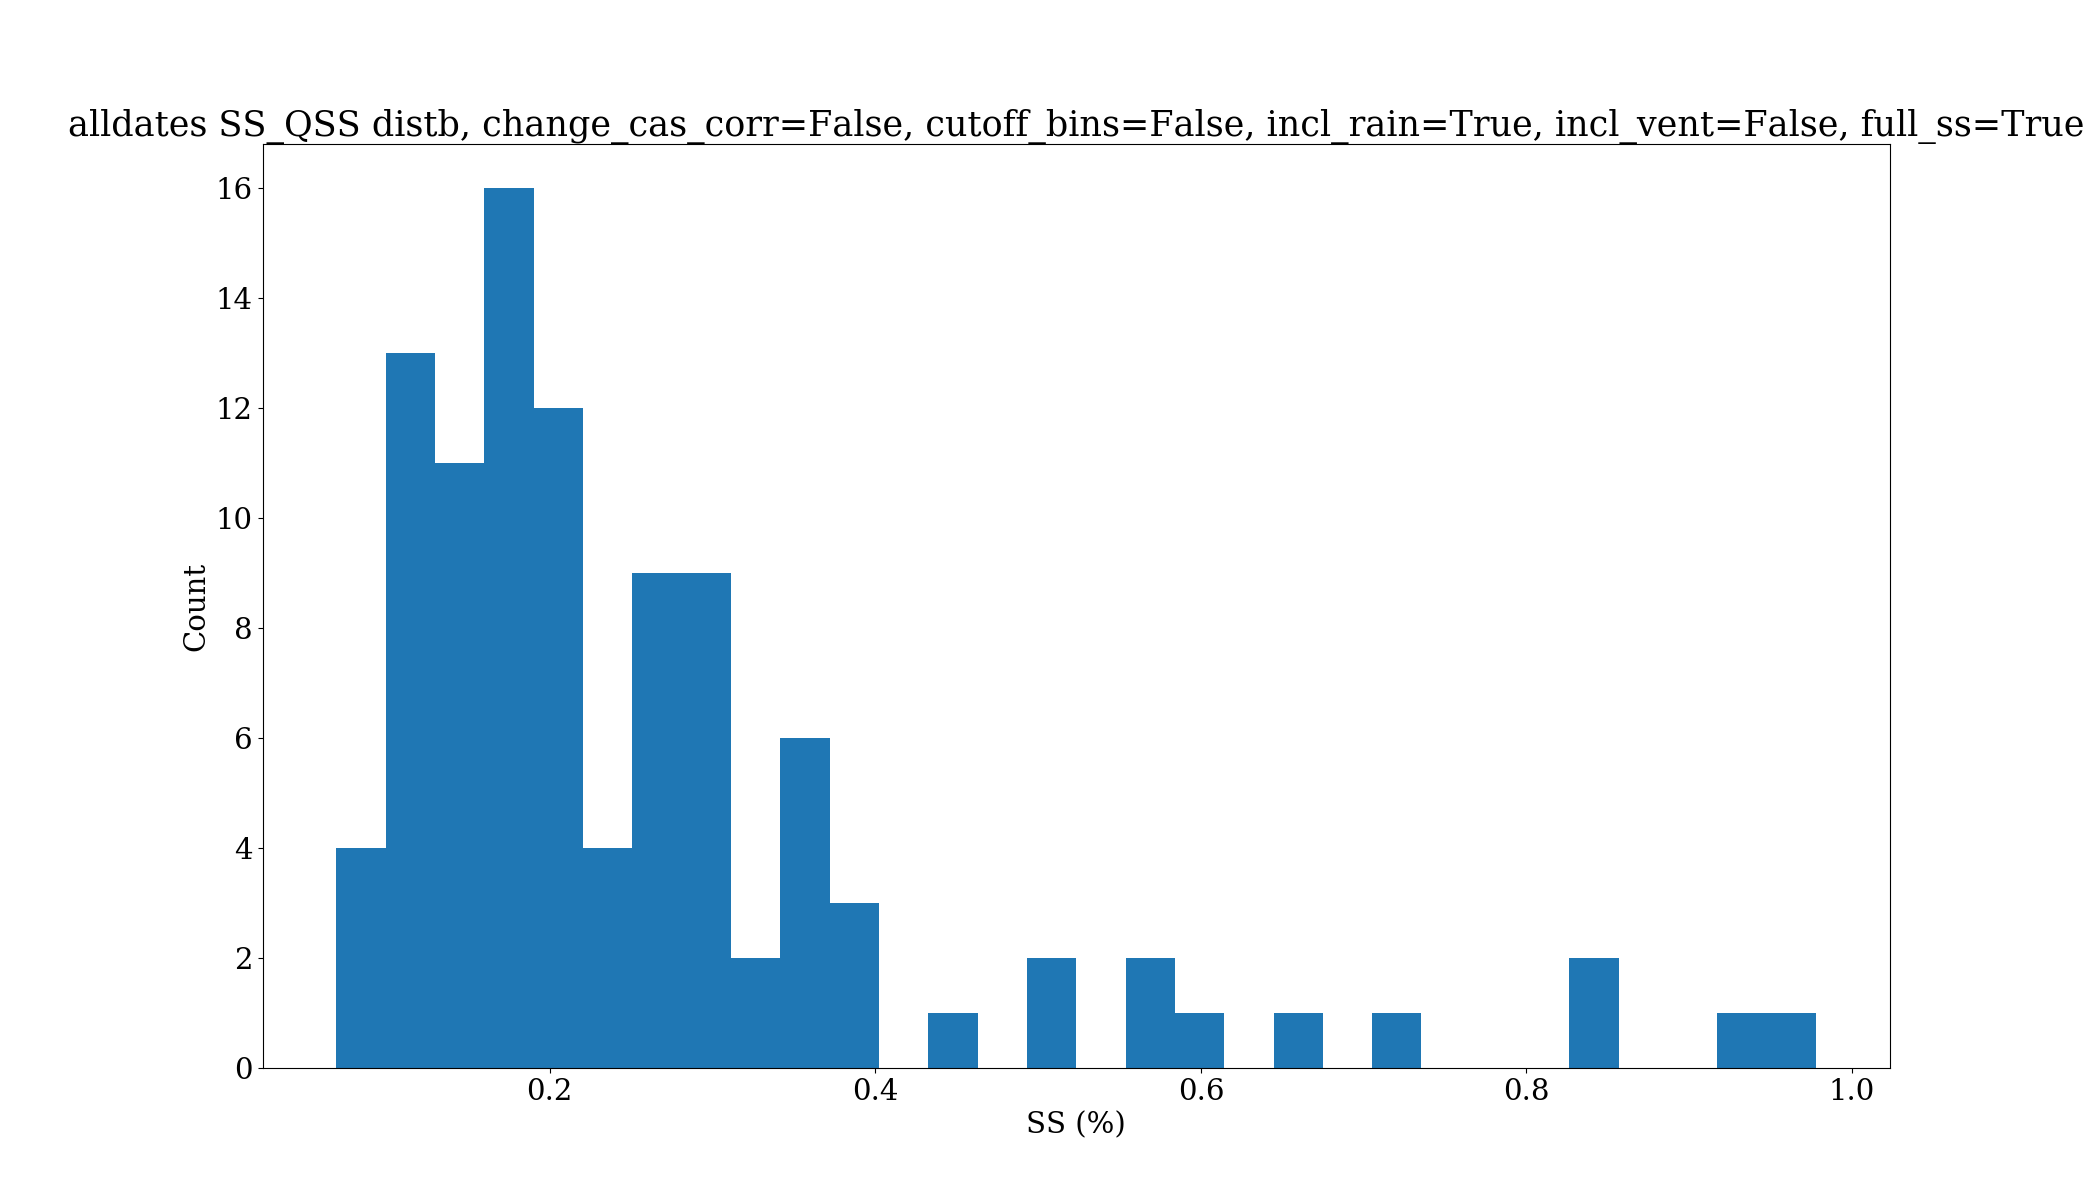 alldates SS_QSS distb, change_cas_corr=False, cutoff_bins=False, incl_rain=True, incl_vent=False, full_ss=True
16
14
12
10
8
6
4
2
0
Count
0.2 0.4 0.6 0.8 1.0
SS (%)